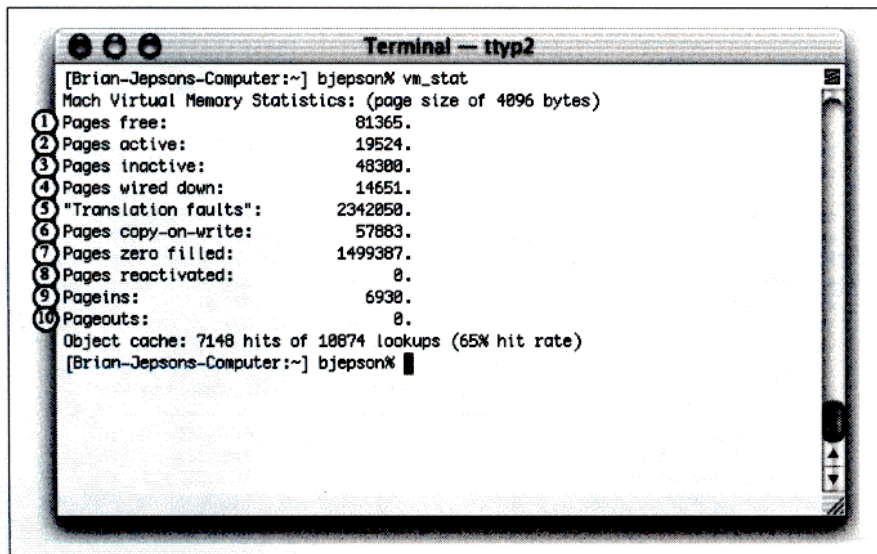 Terminal — ttyp2
[Brian-Jepsons-Computer:~] bjepson% vm_stat
Mach Virtual Memory Statistics: (page size of 4096 bytes)
1 Pages free: 81365.
2 Pages active: 19524.
3 Pages inactive: 48300.
4 Pages wired down: 14651.
5 "Translation faults": 2342050.
6 Pages copy-on-write: 57883.
7 Pages zero filled: 1499387.
8 Pages reactivated: 0.
9 Pageins: 6930.
10 Pageouts: 0.
Object cache: 7148 hits of 10874 lookups (65% hit rate)
[Brian-Jepsons-Computer:~] bjepson%